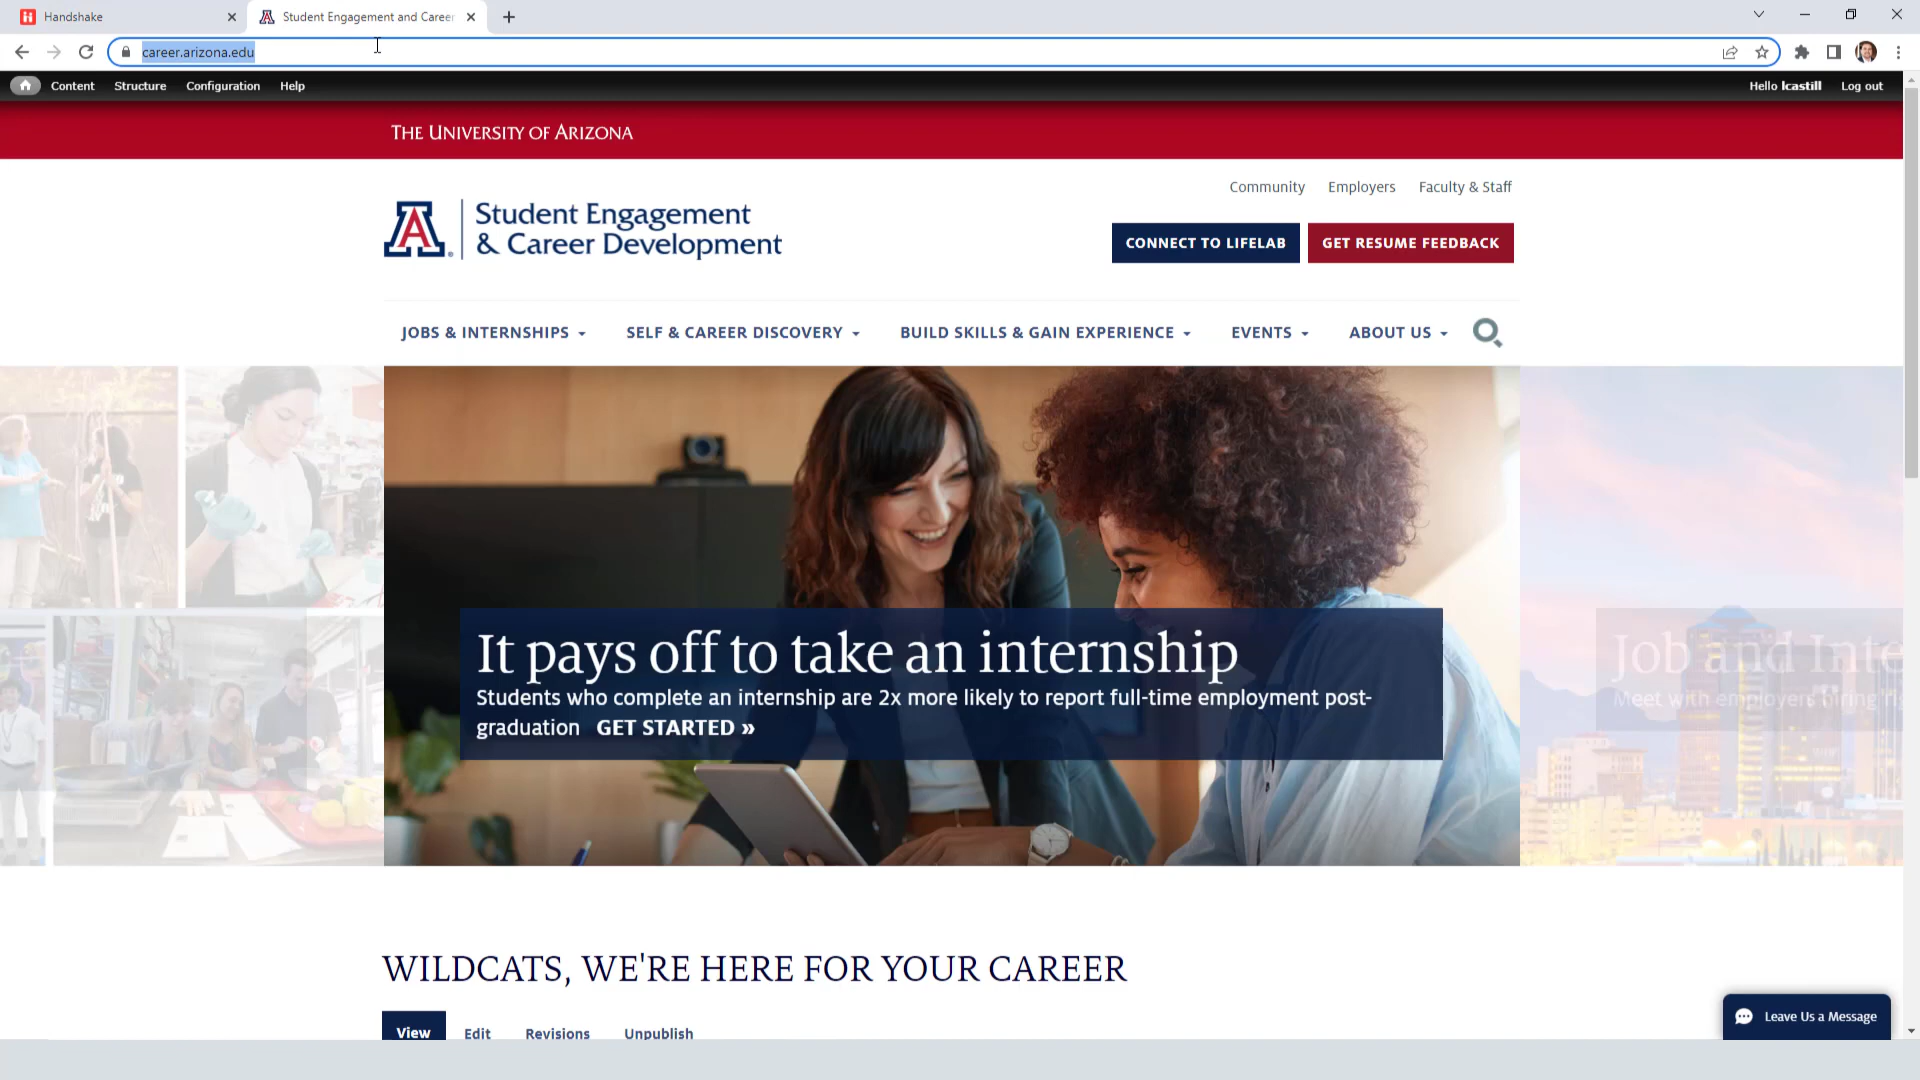 Handshake
Student Engagement and Career
career.arizona.edu
Content Structure Configuration Help
Hello lcastill Log out
THE UNIVERSITY OF ARIZONA
Community Employers Faculty & Staff
A
Student Engagement
& Career Development
CONNECT TO LIFELAB GET RESUME FEEDBACK
JOBS & INTERNSHIPS SELF & CAREER DISCOVERY BUILD SKILLS & GAIN EXPERIENCE EVENTS ABOUT US
It pays off to take an internship
Students who complete an internship are 2x more likely to report full-time employment post-
graduation GET STARTED »
Job and Inte
Meet with employers hiring
WILDCATS, WE'RE HERE FOR YOUR CAREER
View Edit Revisions Unpublish
Leave Us a Message